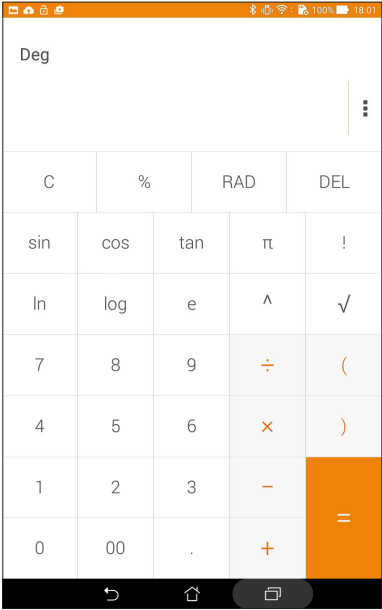 100% 18:01
Deg
C % RAD DEL
sin cos tan π !
ln log e ^ √
7 8 9 ÷ (
4 5 6 × )
1 2 3 −
=
0 00 . +